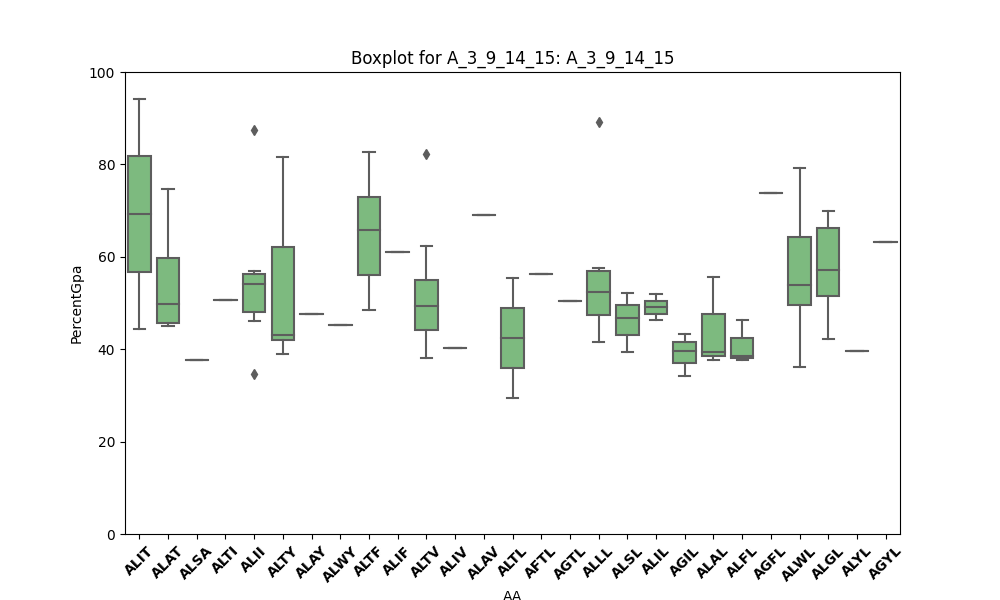 Boxplot for A_3_9_14_15: A_3_9_14_15
100
80
60
40
20
0
PercentGpa
ALIT ALAT ALSA ALTI ALII ALTY ALAY ALWY ALTF ALIF ALTV ALIV ALAV ALTL AFTL AGTL ALLL ALSL ALIL AGIL ALAL ALFL AGFL ALWL ALGL ALYL AGYL
AA